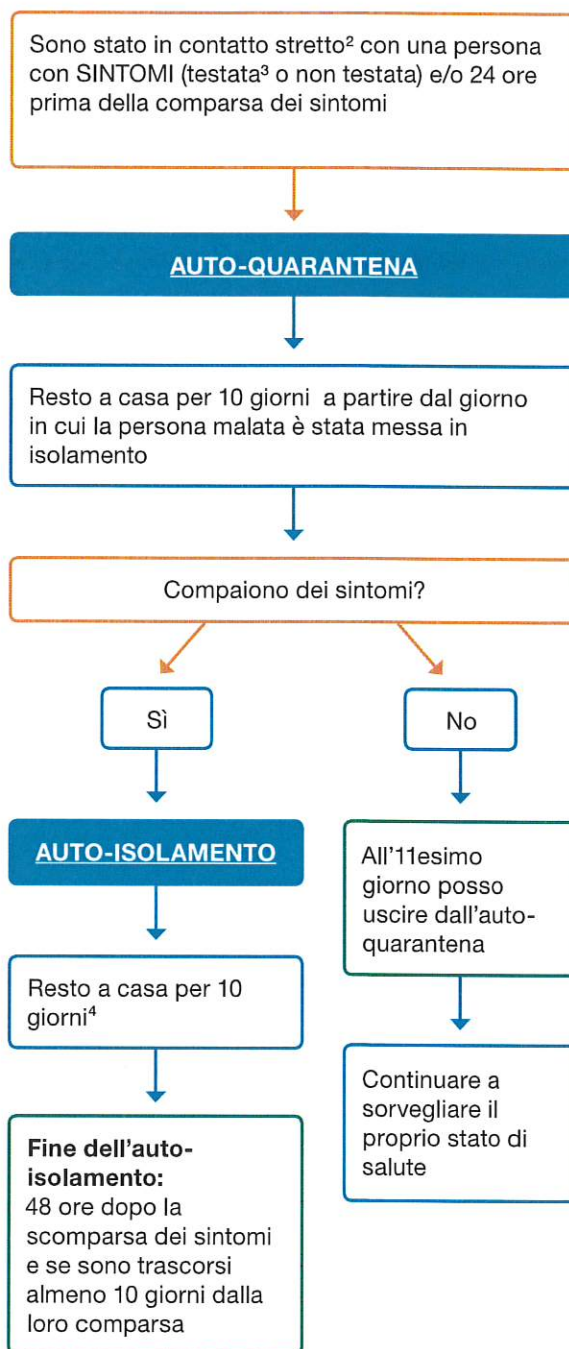 Sono stato in contatto stretto² con una persona
con SINTOMI (testata³ o non testata) e/o 24 ore
prima della comparsa dei sintomi
AUTO-QUARANTENA
Resto a casa per 10 giorni a partire dal giorno
in cui la persona malata è stata messa in
isolamento
Compaiono dei sintomi?
Sì
No
AUTO-ISOLAMENTO
Resto a casa per 10
giorni⁴
Fine dell'auto-
isolamento:
48 ore dopo la
scomparsa dei sintomi
e se sono trascorsi
almeno 10 giorni dalla
loro comparsa
All'11esimo
giorno posso
uscire dall'auto-
quarantena
Continuare a
sorvegliare il
proprio stato di
salute